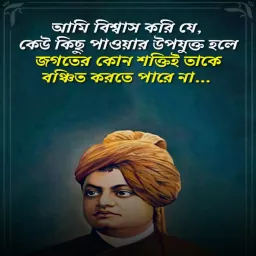 আমি বিশ্বাস করি যে,
কেউ কিছু পাওয়ার উপযুক্ত হলে
জগতের কোন শক্তিই তাকে
বঞ্চিত করতে পারে না...